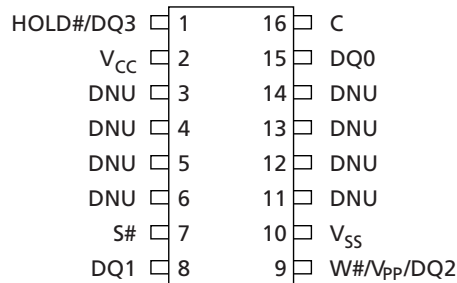 HOLD#/DQ3 1 16 C
VCC 2 15 DQ0
DNU 3 14 DNU
DNU 4 13 DNU
DNU 5 12 DNU
DNU 6 11 DNU
S# 7 10 VSS
DQ1 8 9 W#/VPP/DQ2